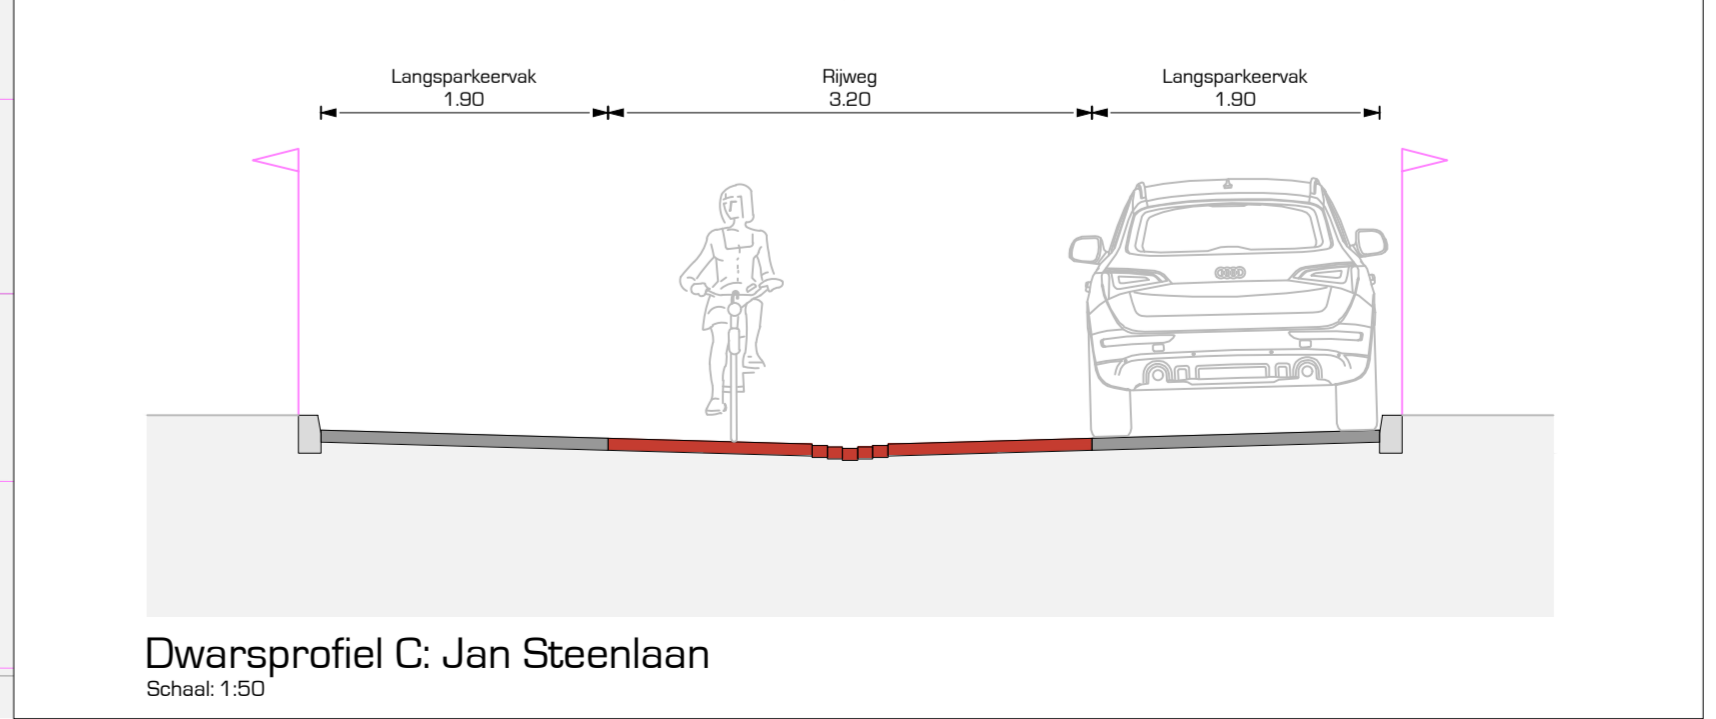 Langsparkeervak
1.90
Rijweg
3.20
Langsparkeervak
1.90
Dwarsprofiel C: Jan Steenlaan
Schaal: 1:50